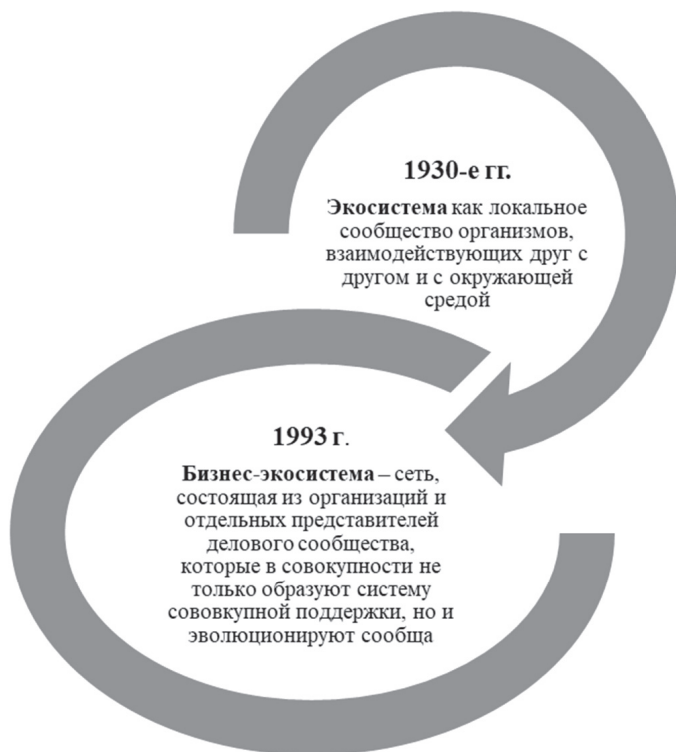 1930-е гг.
Экосистема как локальное
сообщество организмов,
взаимодействующих друг с
другом и с окружающей
средой
1993 г.
Бизнес-экосистема – сеть,
состоящая из организаций и
отдельных представителей
делового сообщества,
которые в совокупности не
только образуют систему
сововкупной поддержки, но и
эволюционируют сообща